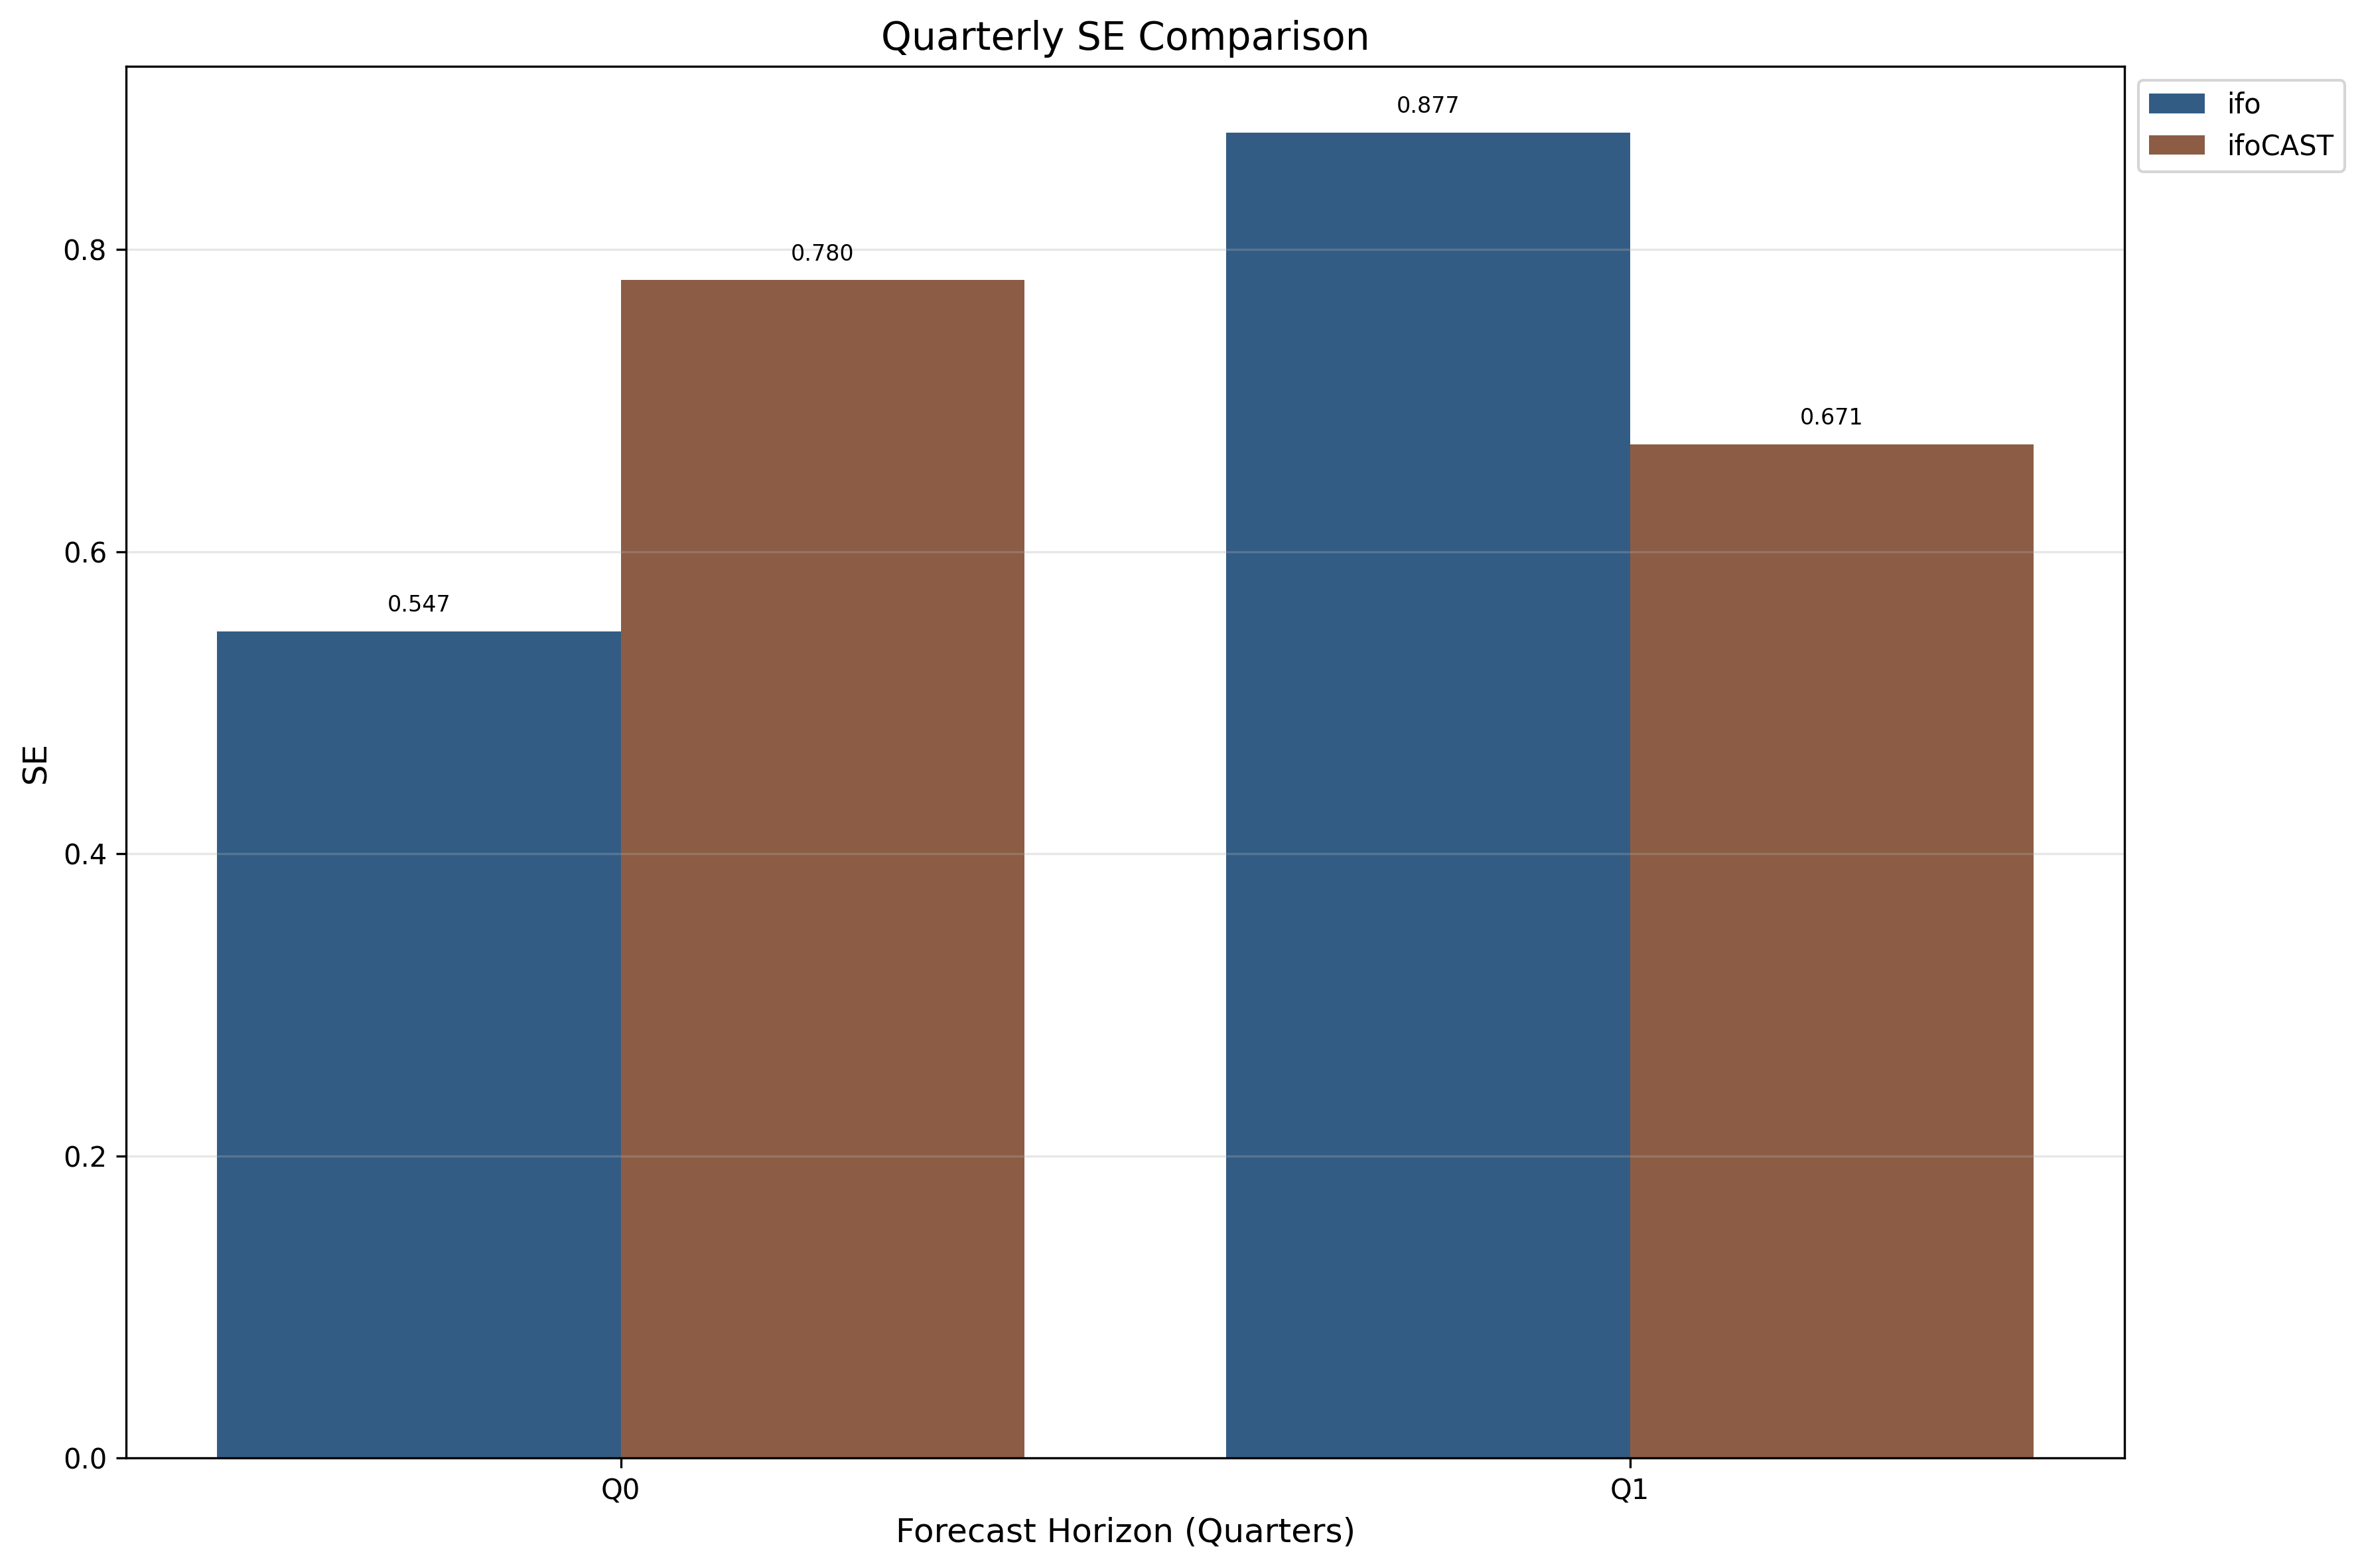 Quarterly SE Comparison
ifo
ifoCAST
0.877
0.780
0.671
0.547
SE
0.8
0.6
0.4
0.2
0.0
Q0
Q1
Forecast Horizon (Quarters)